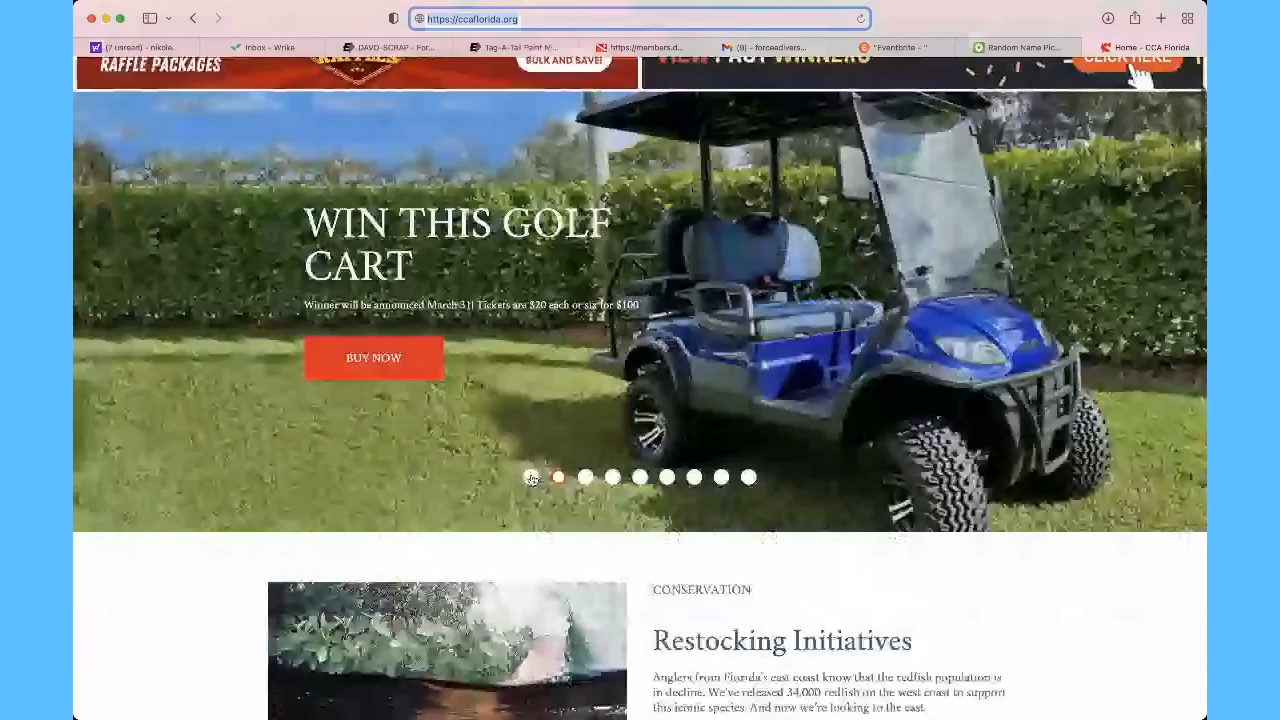 https://ccaflorida.org
(7 unread) - nikole.
Inbox - Wrike
DAVO-SCRAP - For...
Tag-A-Tail Paint N...
https://members.d...
(9) - forceedivers...
"Eventbrite - "
Random Name Pic...
Home - CCA Florida
RAFFLE PACKAGES
RAFFLES
BULK AND SAVE!
VIEW PAST WINNERS
CLICK HERE
WIN THIS GOLF
CART
Winner will be announced March 31! Tickets are $20 each or six for $100
BUY NOW
CONSERVATION
Restocking Initiatives
Anglers from Florida's east coast know that the redfish population is
in decline. We've released 34,000 redfish on the west coast to support
this iconic species. And now we're looking to the east.